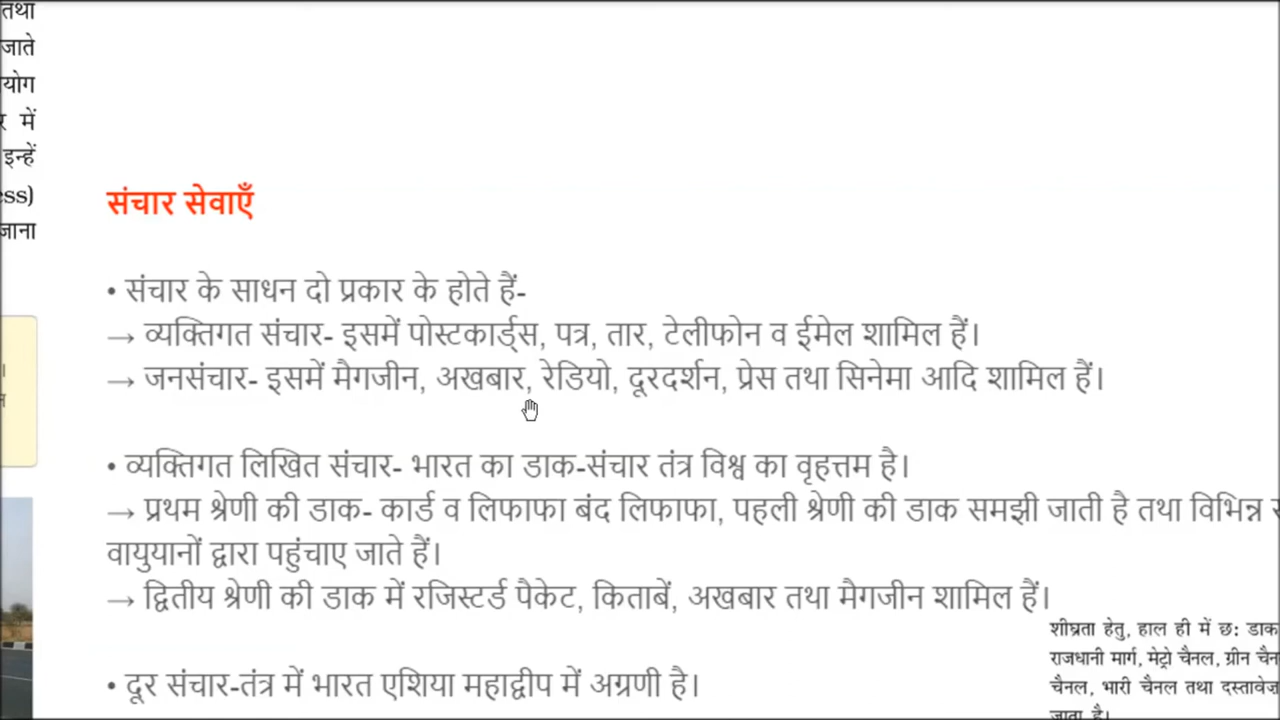 तथा
जाते
में
इन्हें
जाना
संचार सेवाएँ
• संचार के साधन दो प्रकार के होते हैं-
→ व्यक्तिगत संचार- इसमें पोस्टकार्ड्स, पत्र, तार, टेलीफोन व ईमेल शामिल हैं।
→ जनसंचार- इसमें मैगजीन, अखबार, रेडियो, दूरदर्शन, प्रेस तथा सिनेमा आदि शामिल हैं।
• व्यक्तिगत लिखित संचार- भारत का डाक-संचार तंत्र विश्व का वृहत्तम है।
→ प्रथम श्रेणी की डाक- कार्ड व लिफाफा बंद लिफाफा, पहली श्रेणी की डाक समझी जाती है तथा विभिन्न
वायुयानों द्वारा पहुंचाए जाते हैं।
→ द्वितीय श्रेणी की डाक में रजिस्टर्ड पैकेट, किताबें, अखबार तथा मैगजीन शामिल हैं।
• दूर संचार-तंत्र में भारत एशिया महाद्वीप में अग्रणी है।
शीघ्रता हेतु, हाल ही में छ: डाक
राजधानी मार्ग, मेट्रो चैनल, ग्रीन
चैनल, भारी चैनल तथा दस्तावेज़
जाता है।